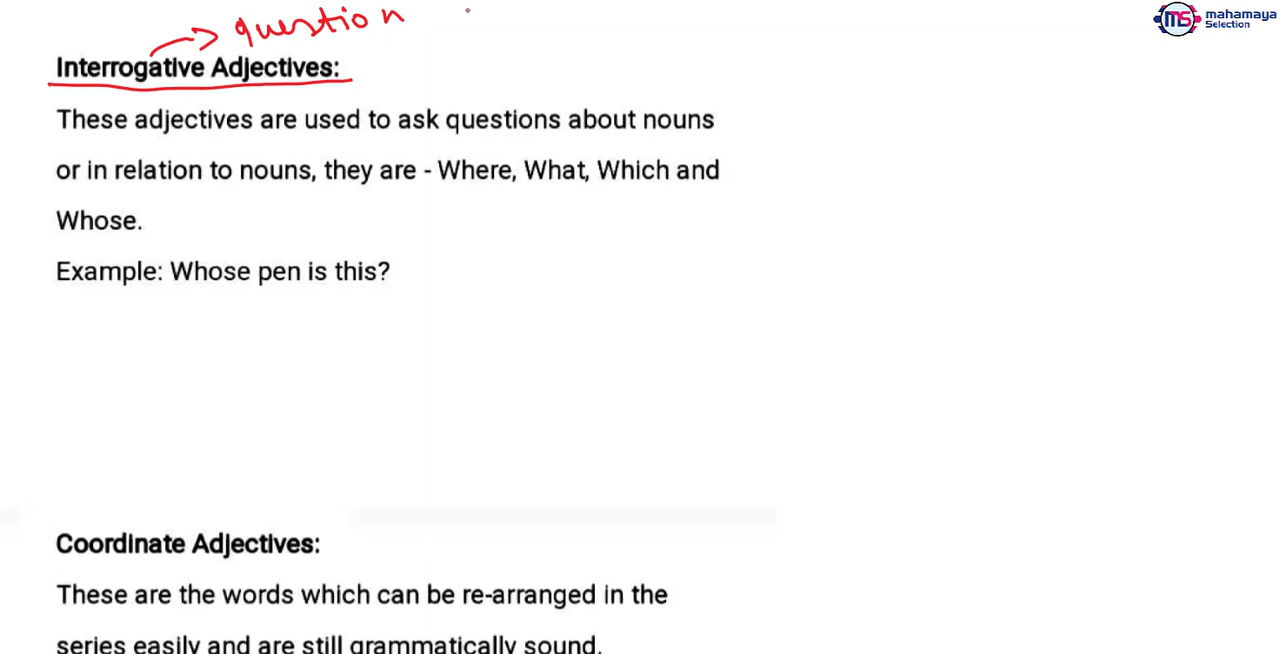 question
mahamaya
Selection
MS
Interrogative Adjectives:
These adjectives are used to ask questions about nouns
or in relation to nouns, they are - Where, What, Which and
Whose.
Example: Whose pen is this?
Coordinate Adjectives:
These are the words which can be re-arranged in the
series easily and are still grammatically sound.